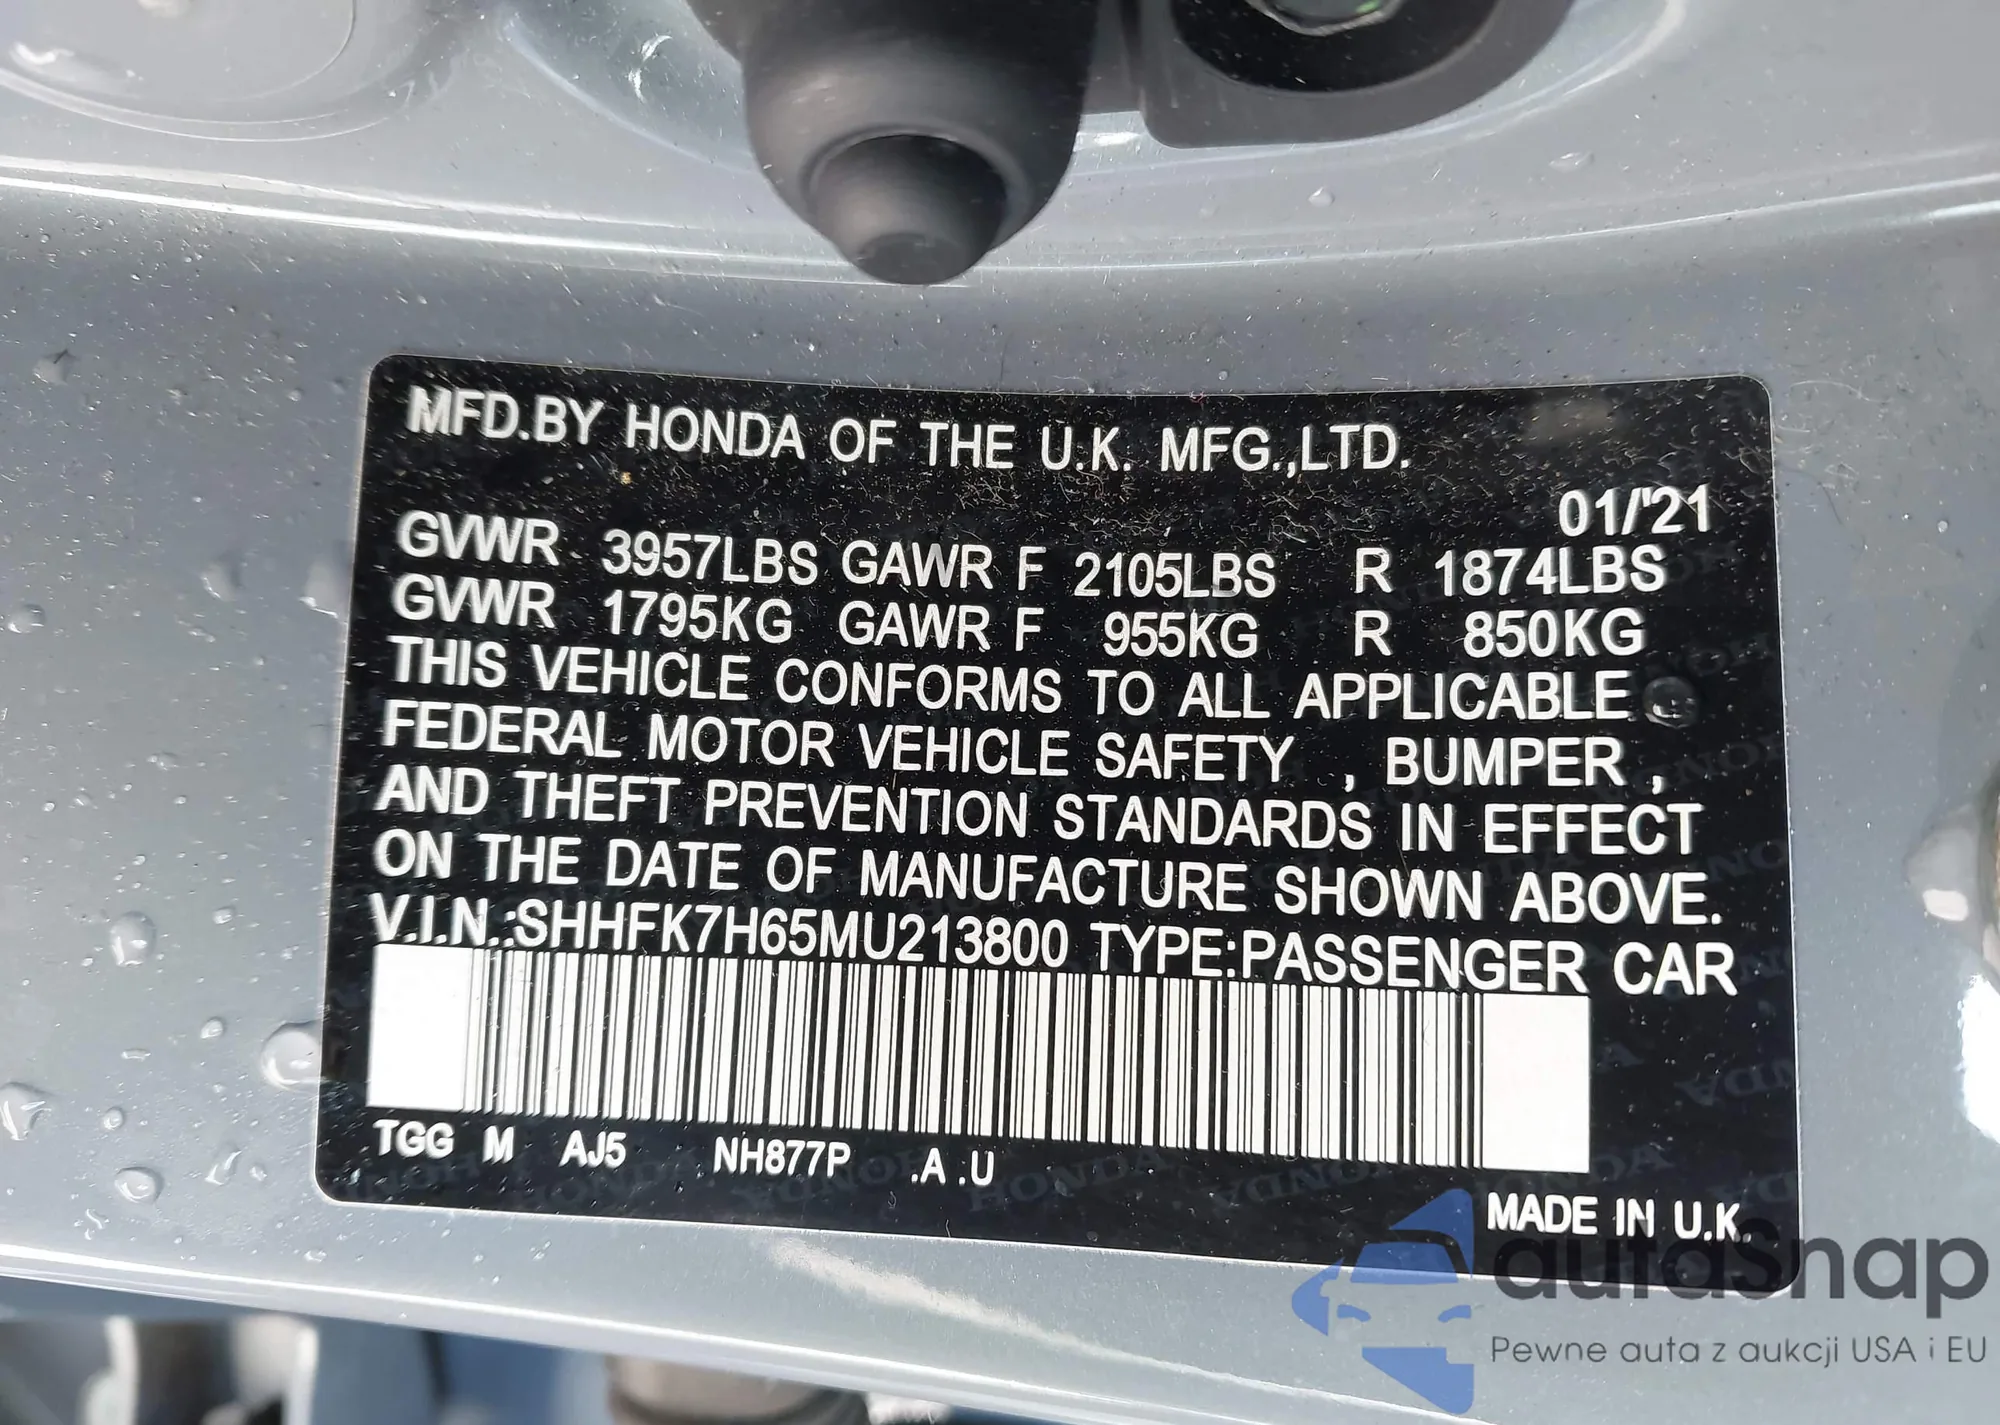 MFD.BY HONDA OF THE U.K. MFG.,LTD.
01/'21
GVWR 3957LBS GAWR F 2105LBS R 1874LBS
GVWR 1795KG GAWR F 955KG R 850KG
THIS VEHICLE CONFORMS TO ALL APPLICABLE
FEDERAL MOTOR VEHICLE SAFETY , BUMPER ,
AND THEFT PREVENTION STANDARDS IN EFFECT
ON THE DATE OF MANUFACTURE SHOWN ABOVE.
V.I.N.:SHHFK7H65MU213800 TYPE:PASSENGER CAR
TGG M AJ5 NH877P .A .U
MADE IN U.K.
autaSnap
Pewne auta z aukcji USA i EU